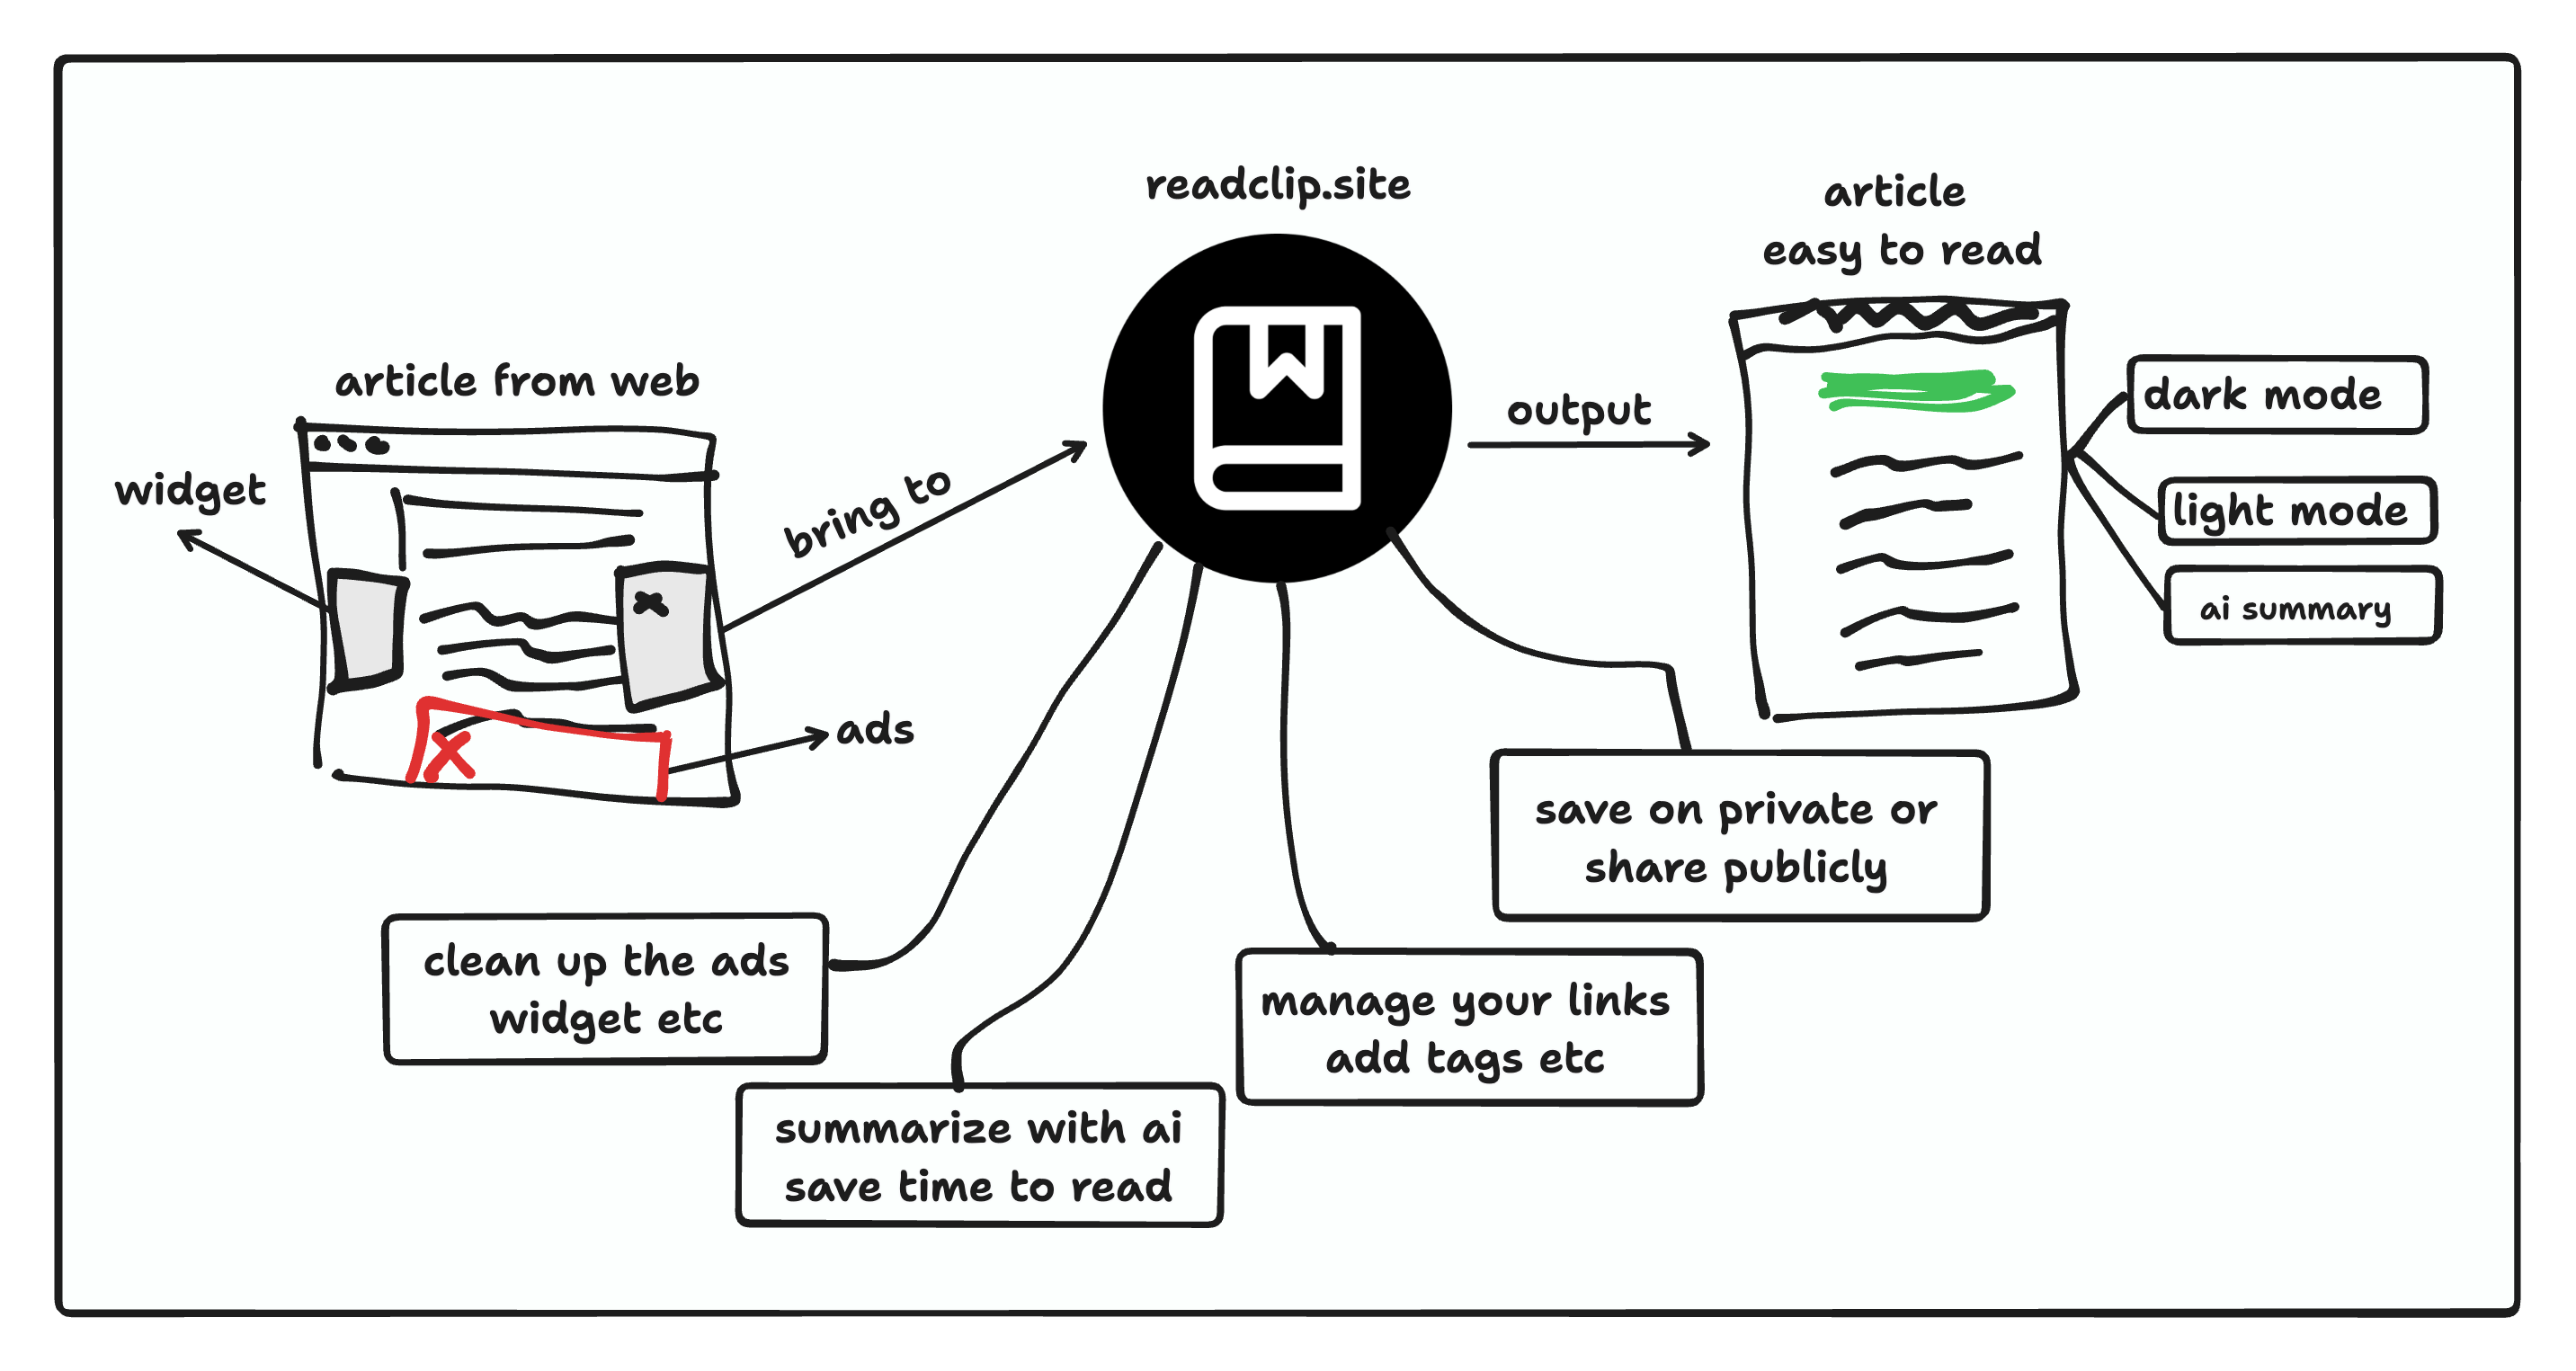 readclip.site
article
easy to read
article from web
widget
bring to
output
dark mode
light mode
ai summary
ads
save on private or
share publicly
clean up the ads
widget etc
manage your links
add tags etc
summarize with ai
save time to read